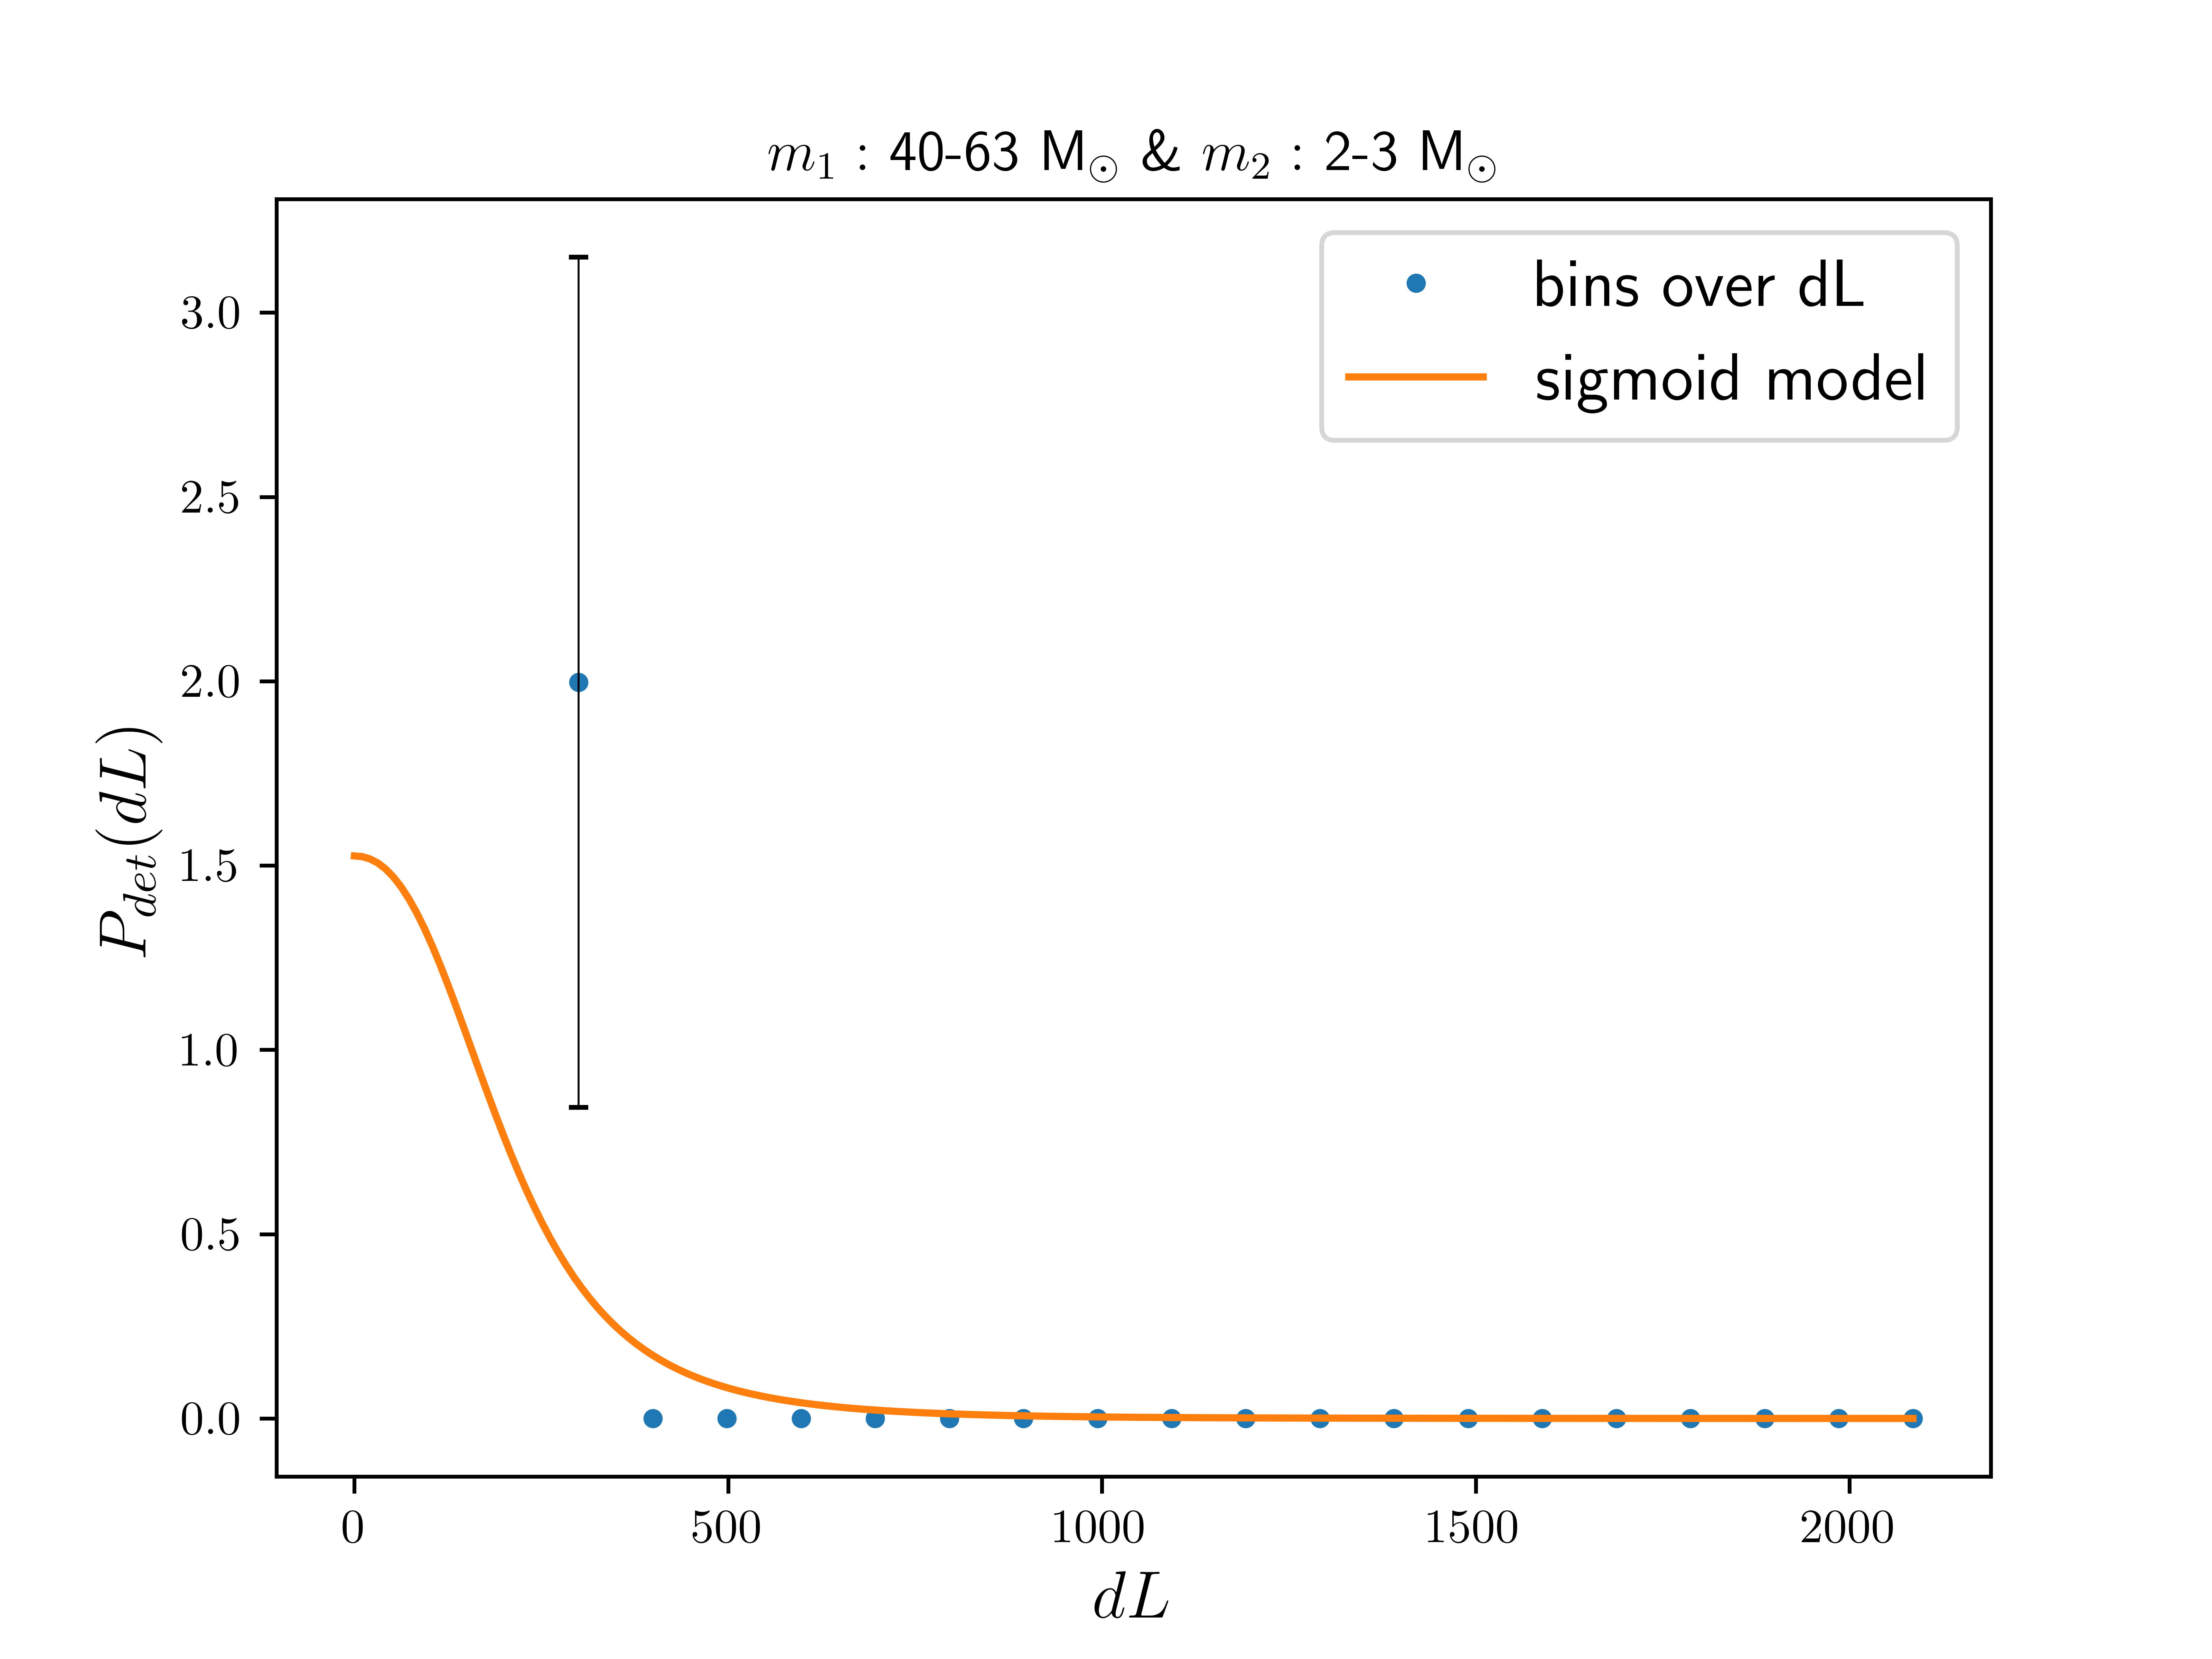 m₁ : 40-63 M⊙ & m₂ : 2-3 M⊙
bins over dL
sigmoid model
3.0
2.5
2.0
1.5
1.0
0.5
0.0
P_det(dL)
0 500 1000 1500 2000
dL